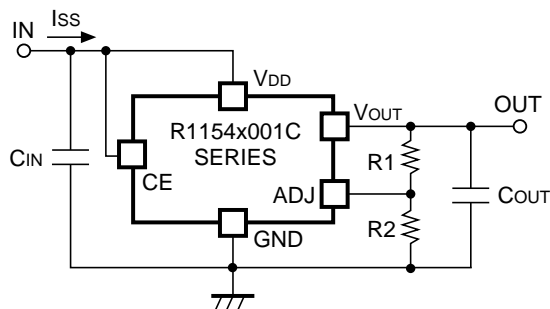 IN
ISS
VDD
R1154x001C
SERIES
VOUT
OUT
CIN
CE
ADJ
R1
COUT
GND
R2